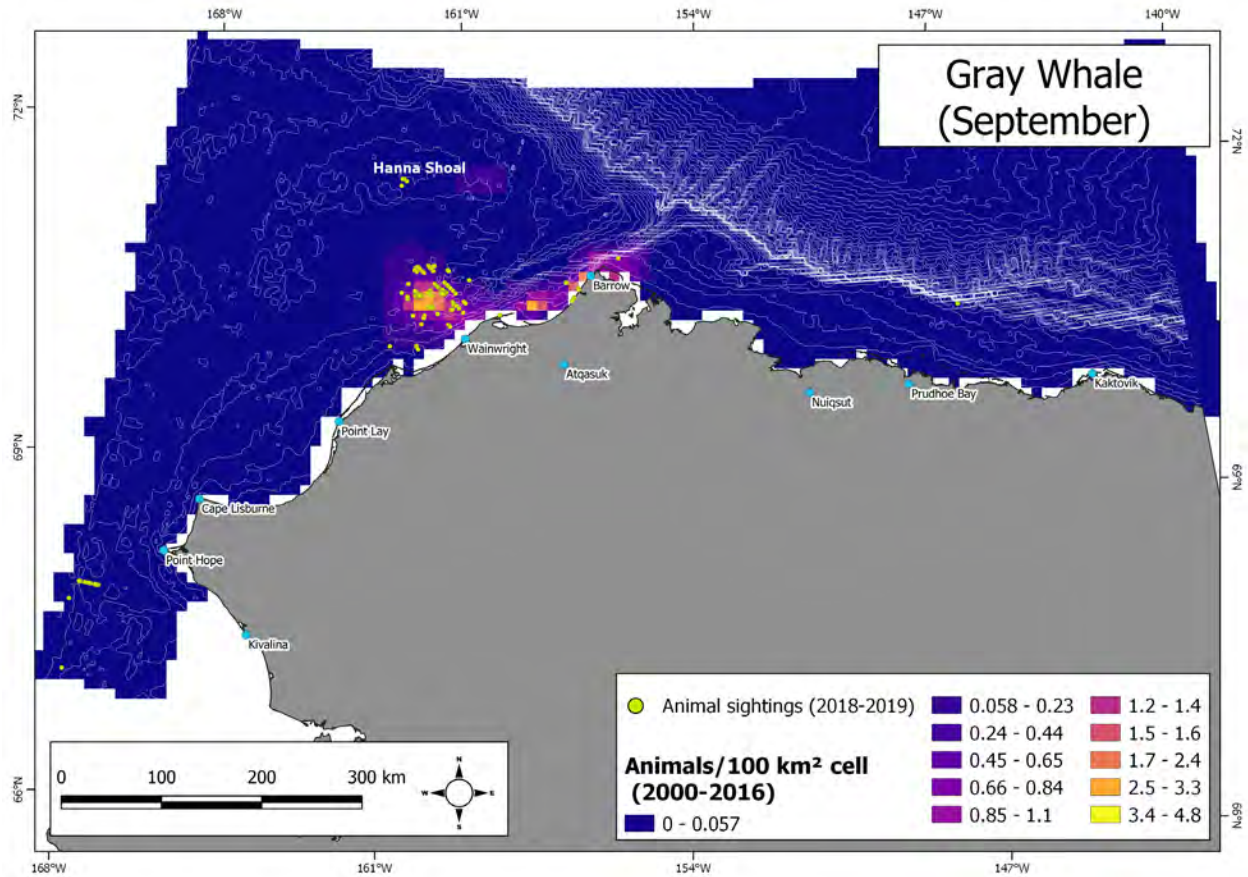 168°W
161°W
154°W
147°W
140°W
Gray Whale
(September)
72°N
72°N
Hanna Shoal
Barrow
Wainwright
Atqasuk
Nuiqsut
Prudhoe Bay
Kaktovik
Point Lay
69°N
69°N
Cape Lisburne
Point Hope
Kivalina
Animal sightings (2018-2019)
Animals/100 km² cell
(2000-2016)
0 - 0.057
0.058 - 0.23
0.24 - 0.44
0.45 - 0.65
0.66 - 0.84
0.85 - 1.1
1.2 - 1.4
1.5 - 1.6
1.7 - 2.4
2.5 - 3.3
3.4 - 4.8
0
100
200
300 km
N
W
E
S
66°N
66°N
168°W
161°W
154°W
147°W